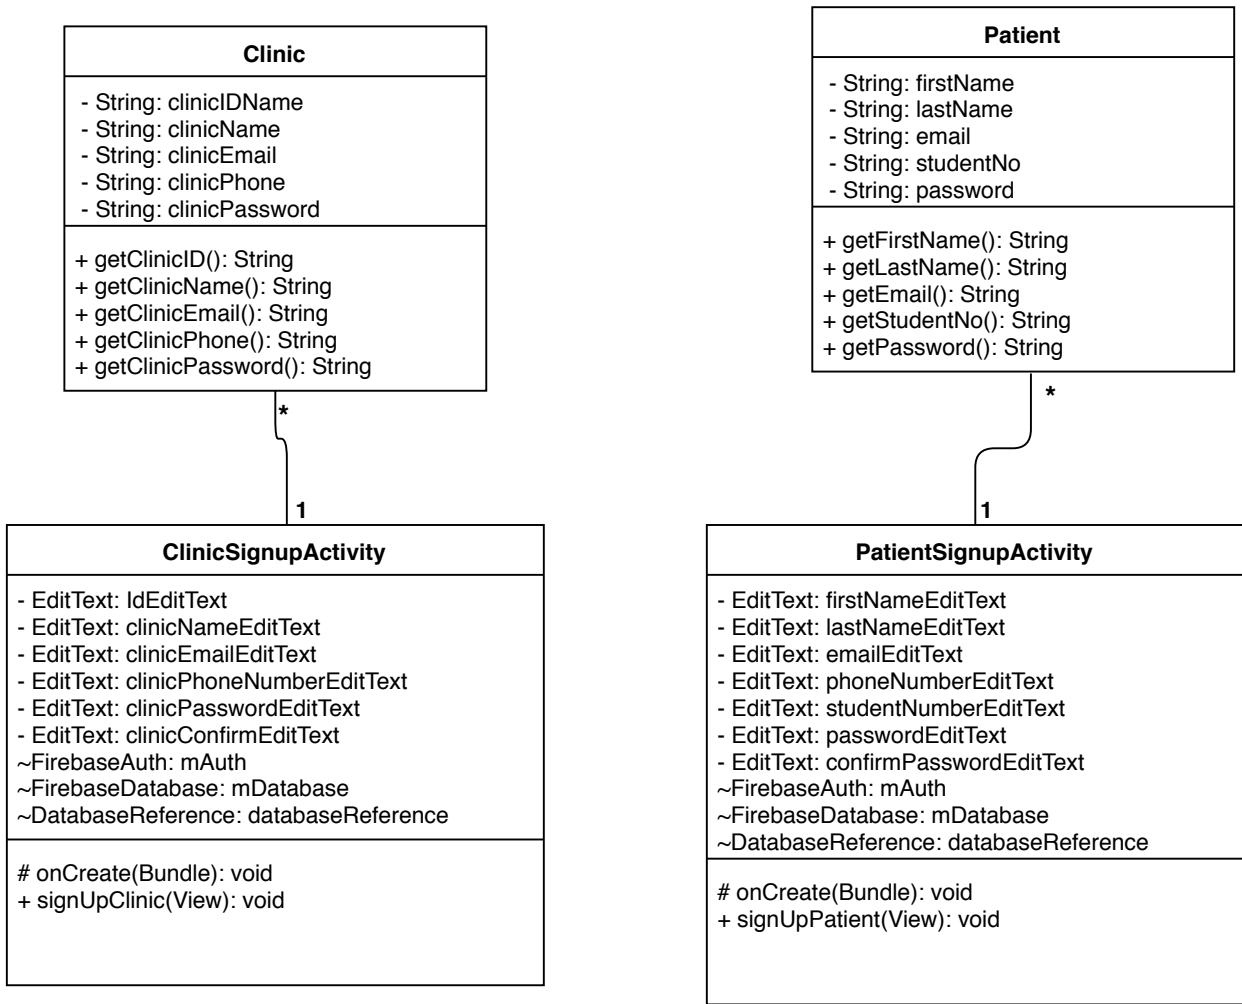 Clinic
- String: clinicIDName
- String: clinicName
- String: clinicEmail
- String: clinicPhone
- String: clinicPassword
+ getClinicID(): String
+ getClinicName(): String
+ getClinicEmail(): String
+ getClinicPhone(): String
+ getClinicPassword(): String
*
1
ClinicSignupActivity
- EditText: IdEditText
- EditText: clinicNameEditText
- EditText: clinicEmailEditText
- EditText: clinicPhoneNumberEditText
- EditText: clinicPasswordEditText
- EditText: clinicConfirmEditText
~FirebaseAuth: mAuth
~FirebaseDatabase: mDatabase
~DatabaseReference: databaseReference
# onCreate(Bundle): void
+ signUpClinic(View): void
Patient
- String: firstName
- String: lastName
- String: email
- String: studentNo
- String: password
+ getFirstName(): String
+ getLastName(): String
+ getEmail(): String
+ getStudentNo(): String
+ getPassword(): String
*
1
PatientSignupActivity
- EditText: firstNameEditText
- EditText: lastNameEditText
- EditText: emailEditText
- EditText: phoneNumberEditText
- EditText: studentNumberEditText
- EditText: passwordEditText
- EditText: confirmPasswordEditText
~FirebaseAuth: mAuth
~FirebaseDatabase: mDatabase
~DatabaseReference: databaseReference
# onCreate(Bundle): void
+ signUpPatient(View): void